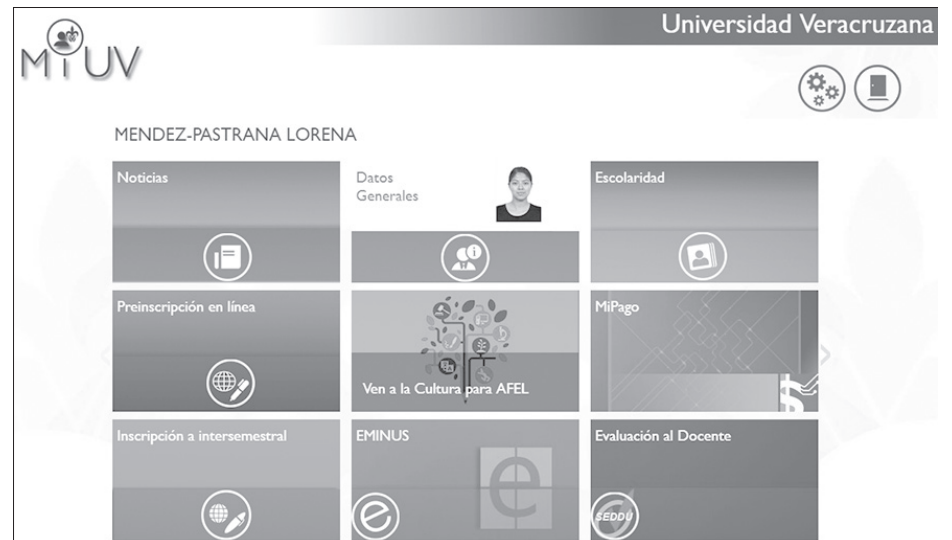 Universidad Veracruzana
MiUV
MENDEZ-PASTRANA LORENA
Noticias
Datos
Generales
Escolaridad
Preinscripción en línea
Ven a la Cultura para AFEL
MiPago
$
Inscripción a intersemestral
EMINUS
e
e
Evaluación al Docente
SEDDU